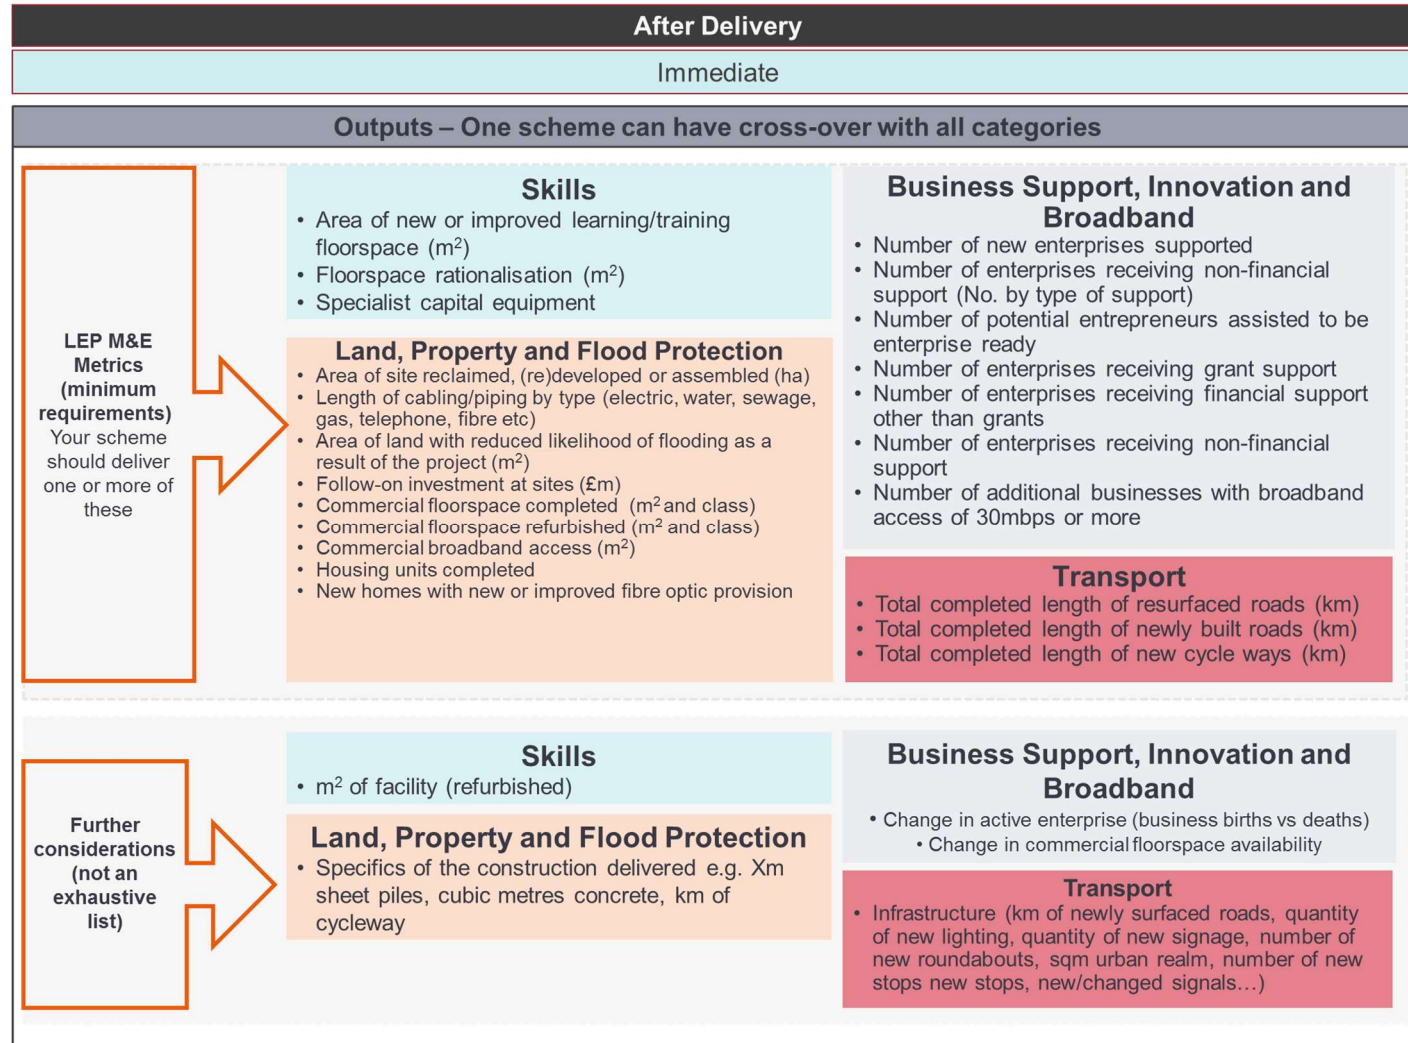 After Delivery
Immediate
Outputs – One scheme can have cross-over with all categories
LEP M&E
Metrics
(minimum
requirements)
Your scheme
should deliver
one or more of
these
Skills
• Area of new or improved learning/training
floorspace (m²)
• Floorspace rationalisation (m²)
• Specialist capital equipment
Land, Property and Flood Protection
• Area of site reclaimed, (re)developed or assembled (ha)
• Length of cabling/piping by type (electric, water, sewage,
gas, telephone, fibre etc)
• Area of land with reduced likelihood of flooding as a
result of the project (m²)
• Follow-on investment at sites (£m)
• Commercial floorspace completed (m² and class)
• Commercial floorspace refurbished (m² and class)
• Commercial broadband access (m²)
• Housing units completed
• New homes with new or improved fibre optic provision
Business Support, Innovation and
Broadband
• Number of new enterprises supported
• Number of enterprises receiving non-financial
support (No. by type of support)
• Number of potential entrepreneurs assisted to be
enterprise ready
• Number of enterprises receiving grant support
• Number of enterprises receiving financial support
other than grants
• Number of enterprises receiving non-financial
support
• Number of additional businesses with broadband
access of 30mbps or more
Transport
• Total completed length of resurfaced roads (km)
• Total completed length of newly built roads (km)
• Total completed length of new cycle ways (km)
Further
considerations
(not an
exhaustive
list)
Skills
• m² of facility (refurbished)
Land, Property and Flood Protection
• Specifics of the construction delivered e.g. Xm
sheet piles, cubic metres concrete, km of
cycleway
Business Support, Innovation and
Broadband
• Change in active enterprise (business births vs deaths)
• Change in commercial floorspace availability
Transport
• Infrastructure (km of newly surfaced roads, quantity
of new lighting, quantity of new signage, number of
new roundabouts, sqm urban realm, number of new
stops new stops, new/changed signals…)